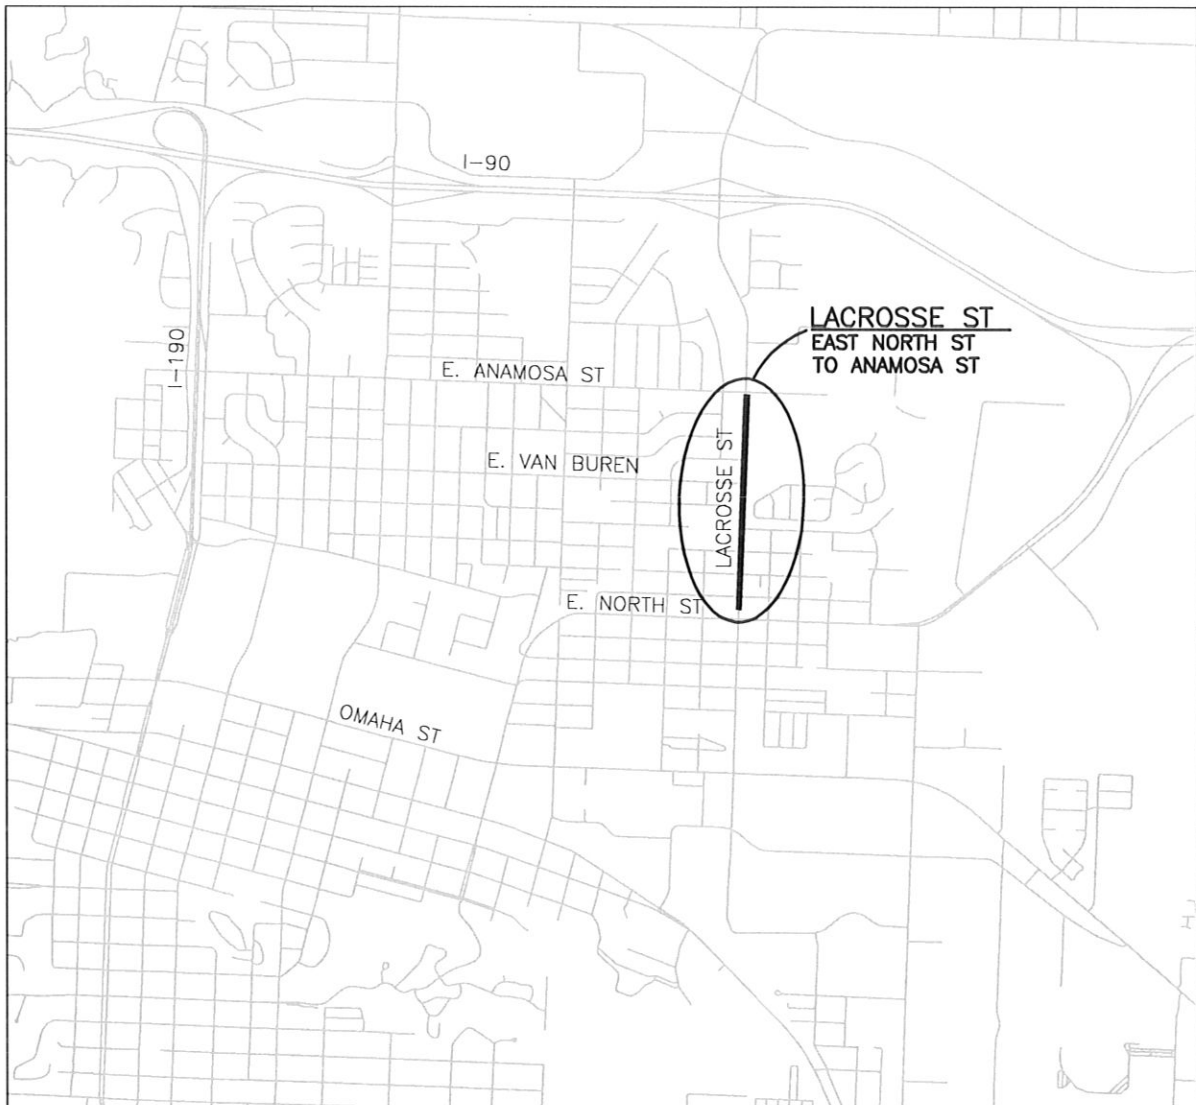 I-90
LACROSSE ST
EAST NORTH ST
TO ANAMOSA ST
I-190
E. ANAMOSA ST
LACROSSE ST
E. VAN BUREN
E. NORTH ST
OMAHA ST